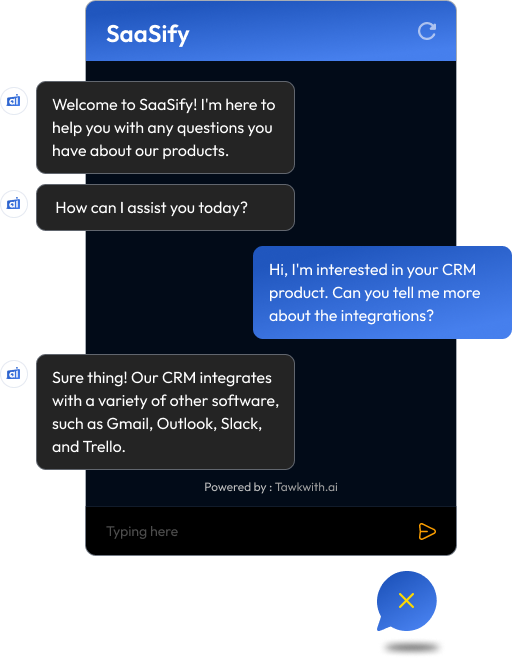 SaaSify
Welcome to SaaSify! I'm here to
help you with any questions you
have about our products.
How can I assist you today?
Hi, I'm interested in your CRM
product. Can you tell me more
about the integrations?
Sure thing! Our CRM integrates
with a variety of other software,
such as Gmail, Outlook, Slack,
and Trello.
Powered by : Tawkwith.ai
Typing here